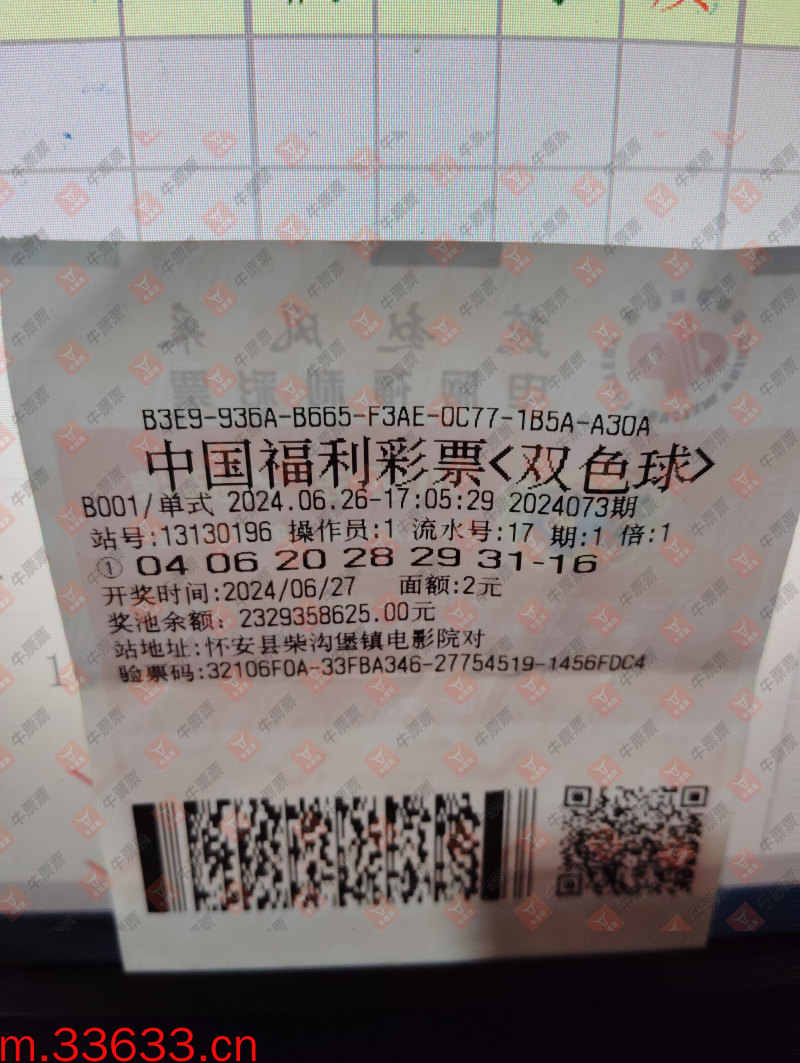 B3E9-936A-B665-F3AE-0C77-1B5A-A30A
中国福利彩票<双色球>
B001/单式 2024.06.26-17:05:29 2024073期
站号:13130196 操作员:1 流水号:17 期:1 倍:1
① 04 06 20 28 29 31-16
开奖时间:2024/06/27 面额:2元
奖池余额: 2329358625.00元
站地址:怀安县柴沟堡镇电影院对
验票码:32106F0A-33FBA346-27754519-1456FDC4
牛票票
m.33633.cn